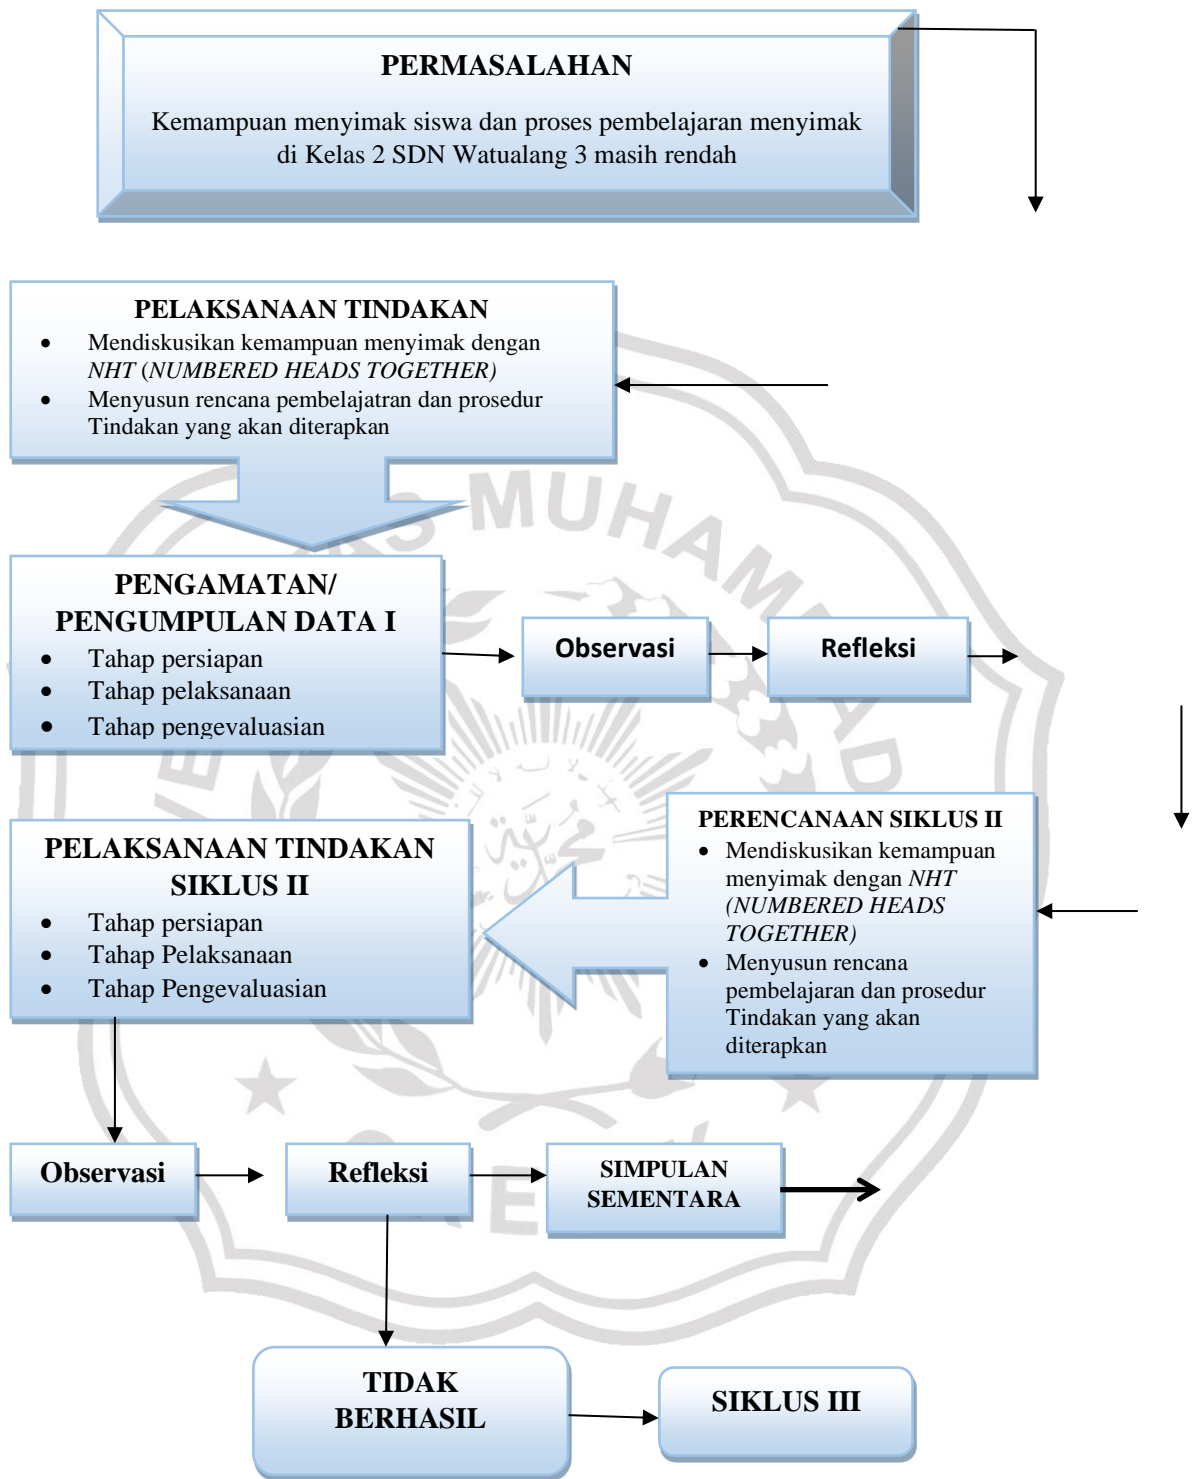 PERMASALAHAN
Kemampuan menyimak siswa dan proses pembelajaran menyimak
di Kelas 2 SDN Watualang 3 masih rendah
PELAKSANAAN TINDAKAN
• Mendiskusikan kemampuan menyimak dengan
NHT (NUMBERED HEADS TOGETHER)
• Menyusun rencana pembelajatran dan prosedur
Tindakan yang akan diterapkan
PENGAMATAN/
PENGUMPULAN DATA I
• Tahap persiapan
• Tahap pelaksanaan
• Tahap pengevaluasian
Observasi
Refleksi
PERENCANAAN SIKLUS II
• Mendiskusikan kemampuan
menyimak dengan NHT
(NUMBERED HEADS
TOGETHER)
• Menyusun rencana
pembelajaran dan prosedur
Tindakan yang akan
diterapkan
PELAKSANAAN TINDAKAN
SIKLUS II
• Tahap persiapan
• Tahap Pelaksanaan
• Tahap Pengevaluasian
Observasi
Refleksi
SIMPULAN
SEMENTARA
TIDAK
BERHASIL
SIKLUS III